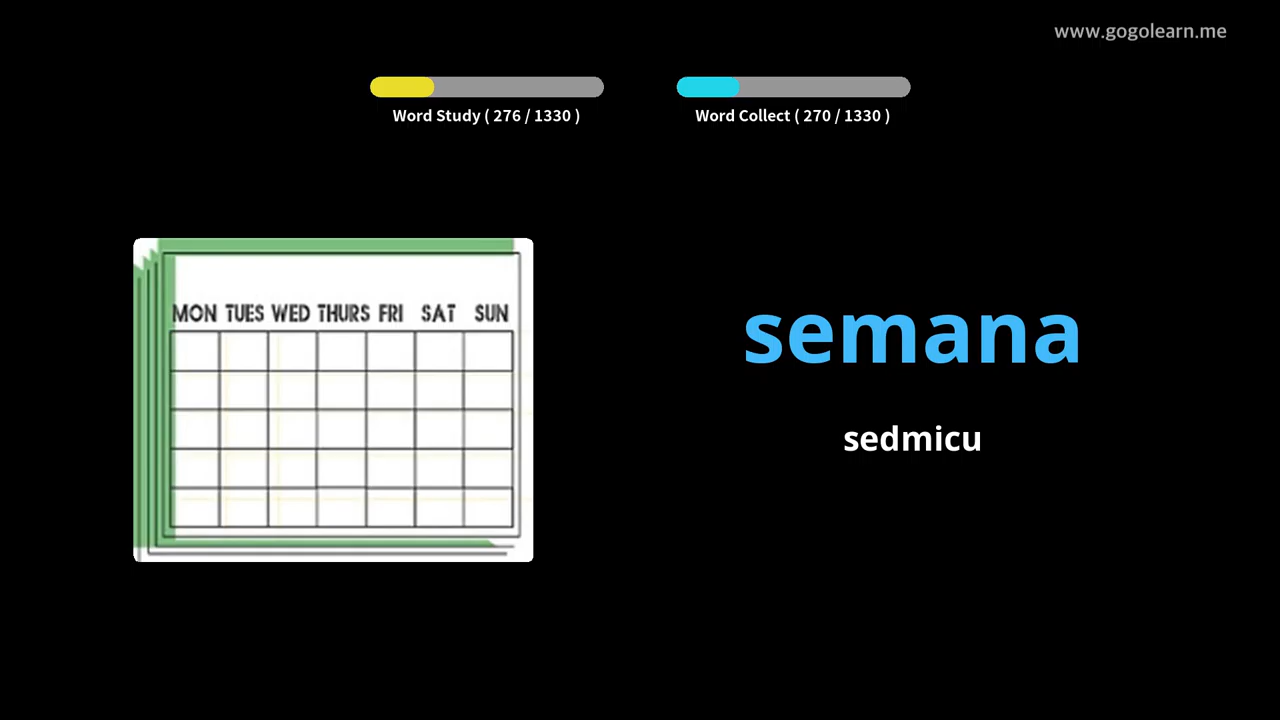 www.gogolearn.me
Word Study ( 276 / 1330 )
Word Collect ( 270 / 1330 )
MON TUES WED THURS FRI SAT SUN
semana
sedmicu